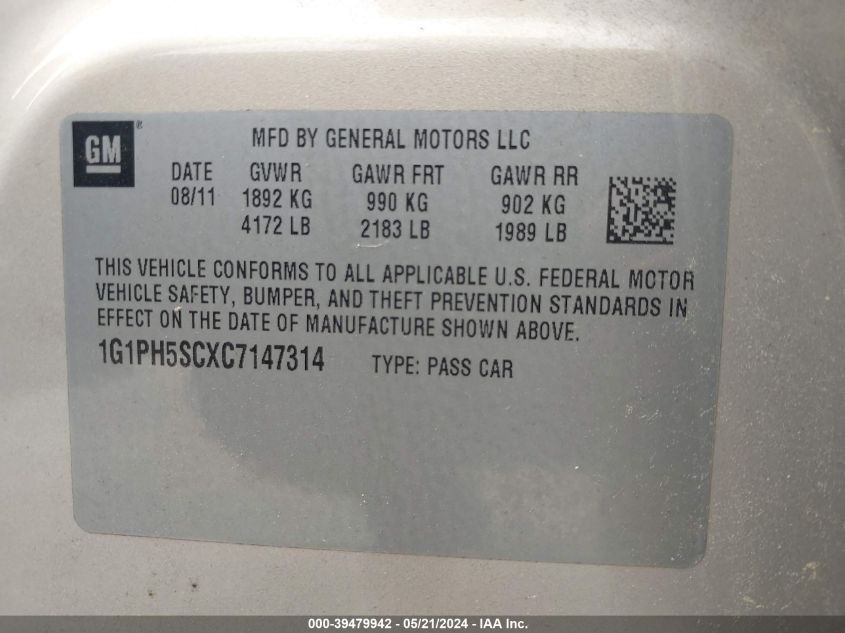 GM ®
MFD BY GENERAL MOTORS LLC
DATE GVWR GAWR FRT GAWR RR
08/11 1892 KG 990 KG 902 KG
4172 LB 2183 LB 1989 LB
THIS VEHICLE CONFORMS TO ALL APPLICABLE U.S. FEDERAL MOTOR
VEHICLE SAFETY, BUMPER, AND THEFT PREVENTION STANDARDS IN
EFFECT ON THE DATE OF MANUFACTURE SHOWN ABOVE.
1G1PH5SCXC7147314 TYPE: PASS CAR
000-39479942 - 05/21/2024 - IAA Inc.